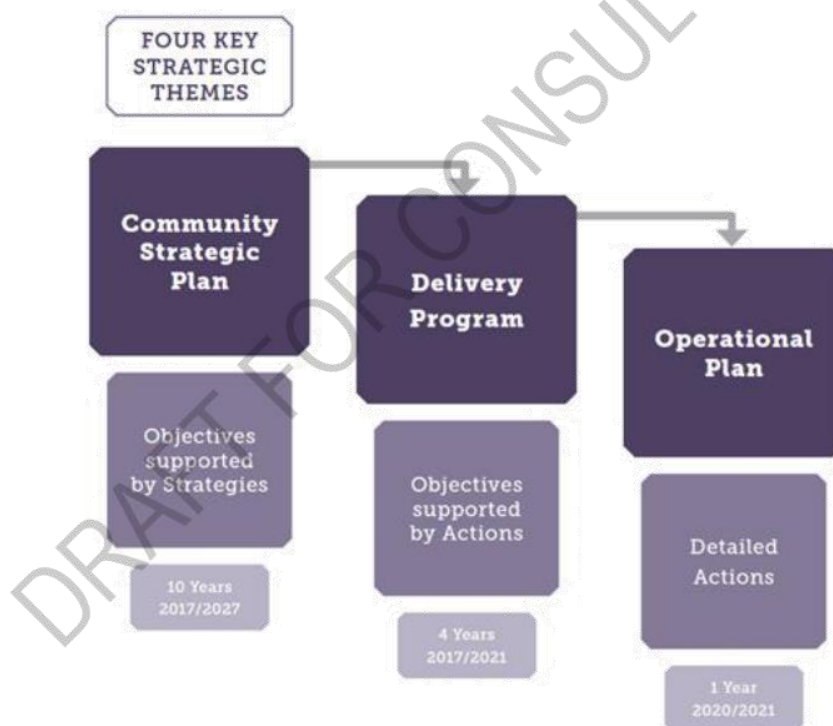 FOUR KEY
STRATEGIC
THEMES
Community
Strategic
Plan
Objectives
supported
by Strategies
10 Years
2017/2027
Delivery
Program
Objectives
supported
by Actions
4 Years
2017/2021
Operational
Plan
Detailed
Actions
1 Year
2020/2021
DRAFT FOR CONSUL